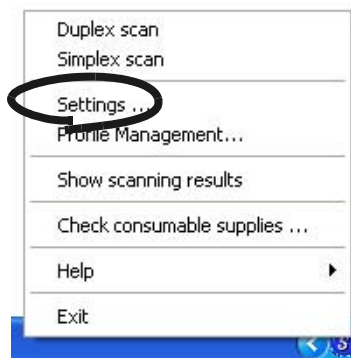 Duplex scan
Simplex scan
Settings ...
Profile Management...
Show scanning results
Check consumable supplies ...
Help
Exit
S